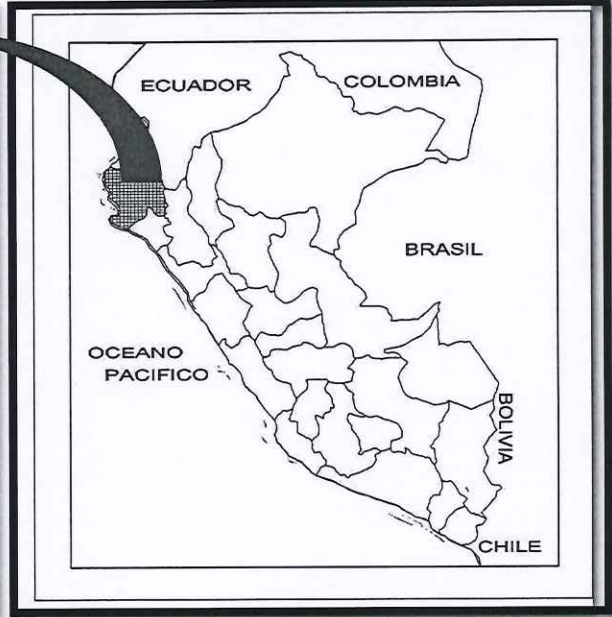 ECUADOR
COLOMBIA
BRASIL
OCEANO
PACIFICO
BOLIVIA
CHILE